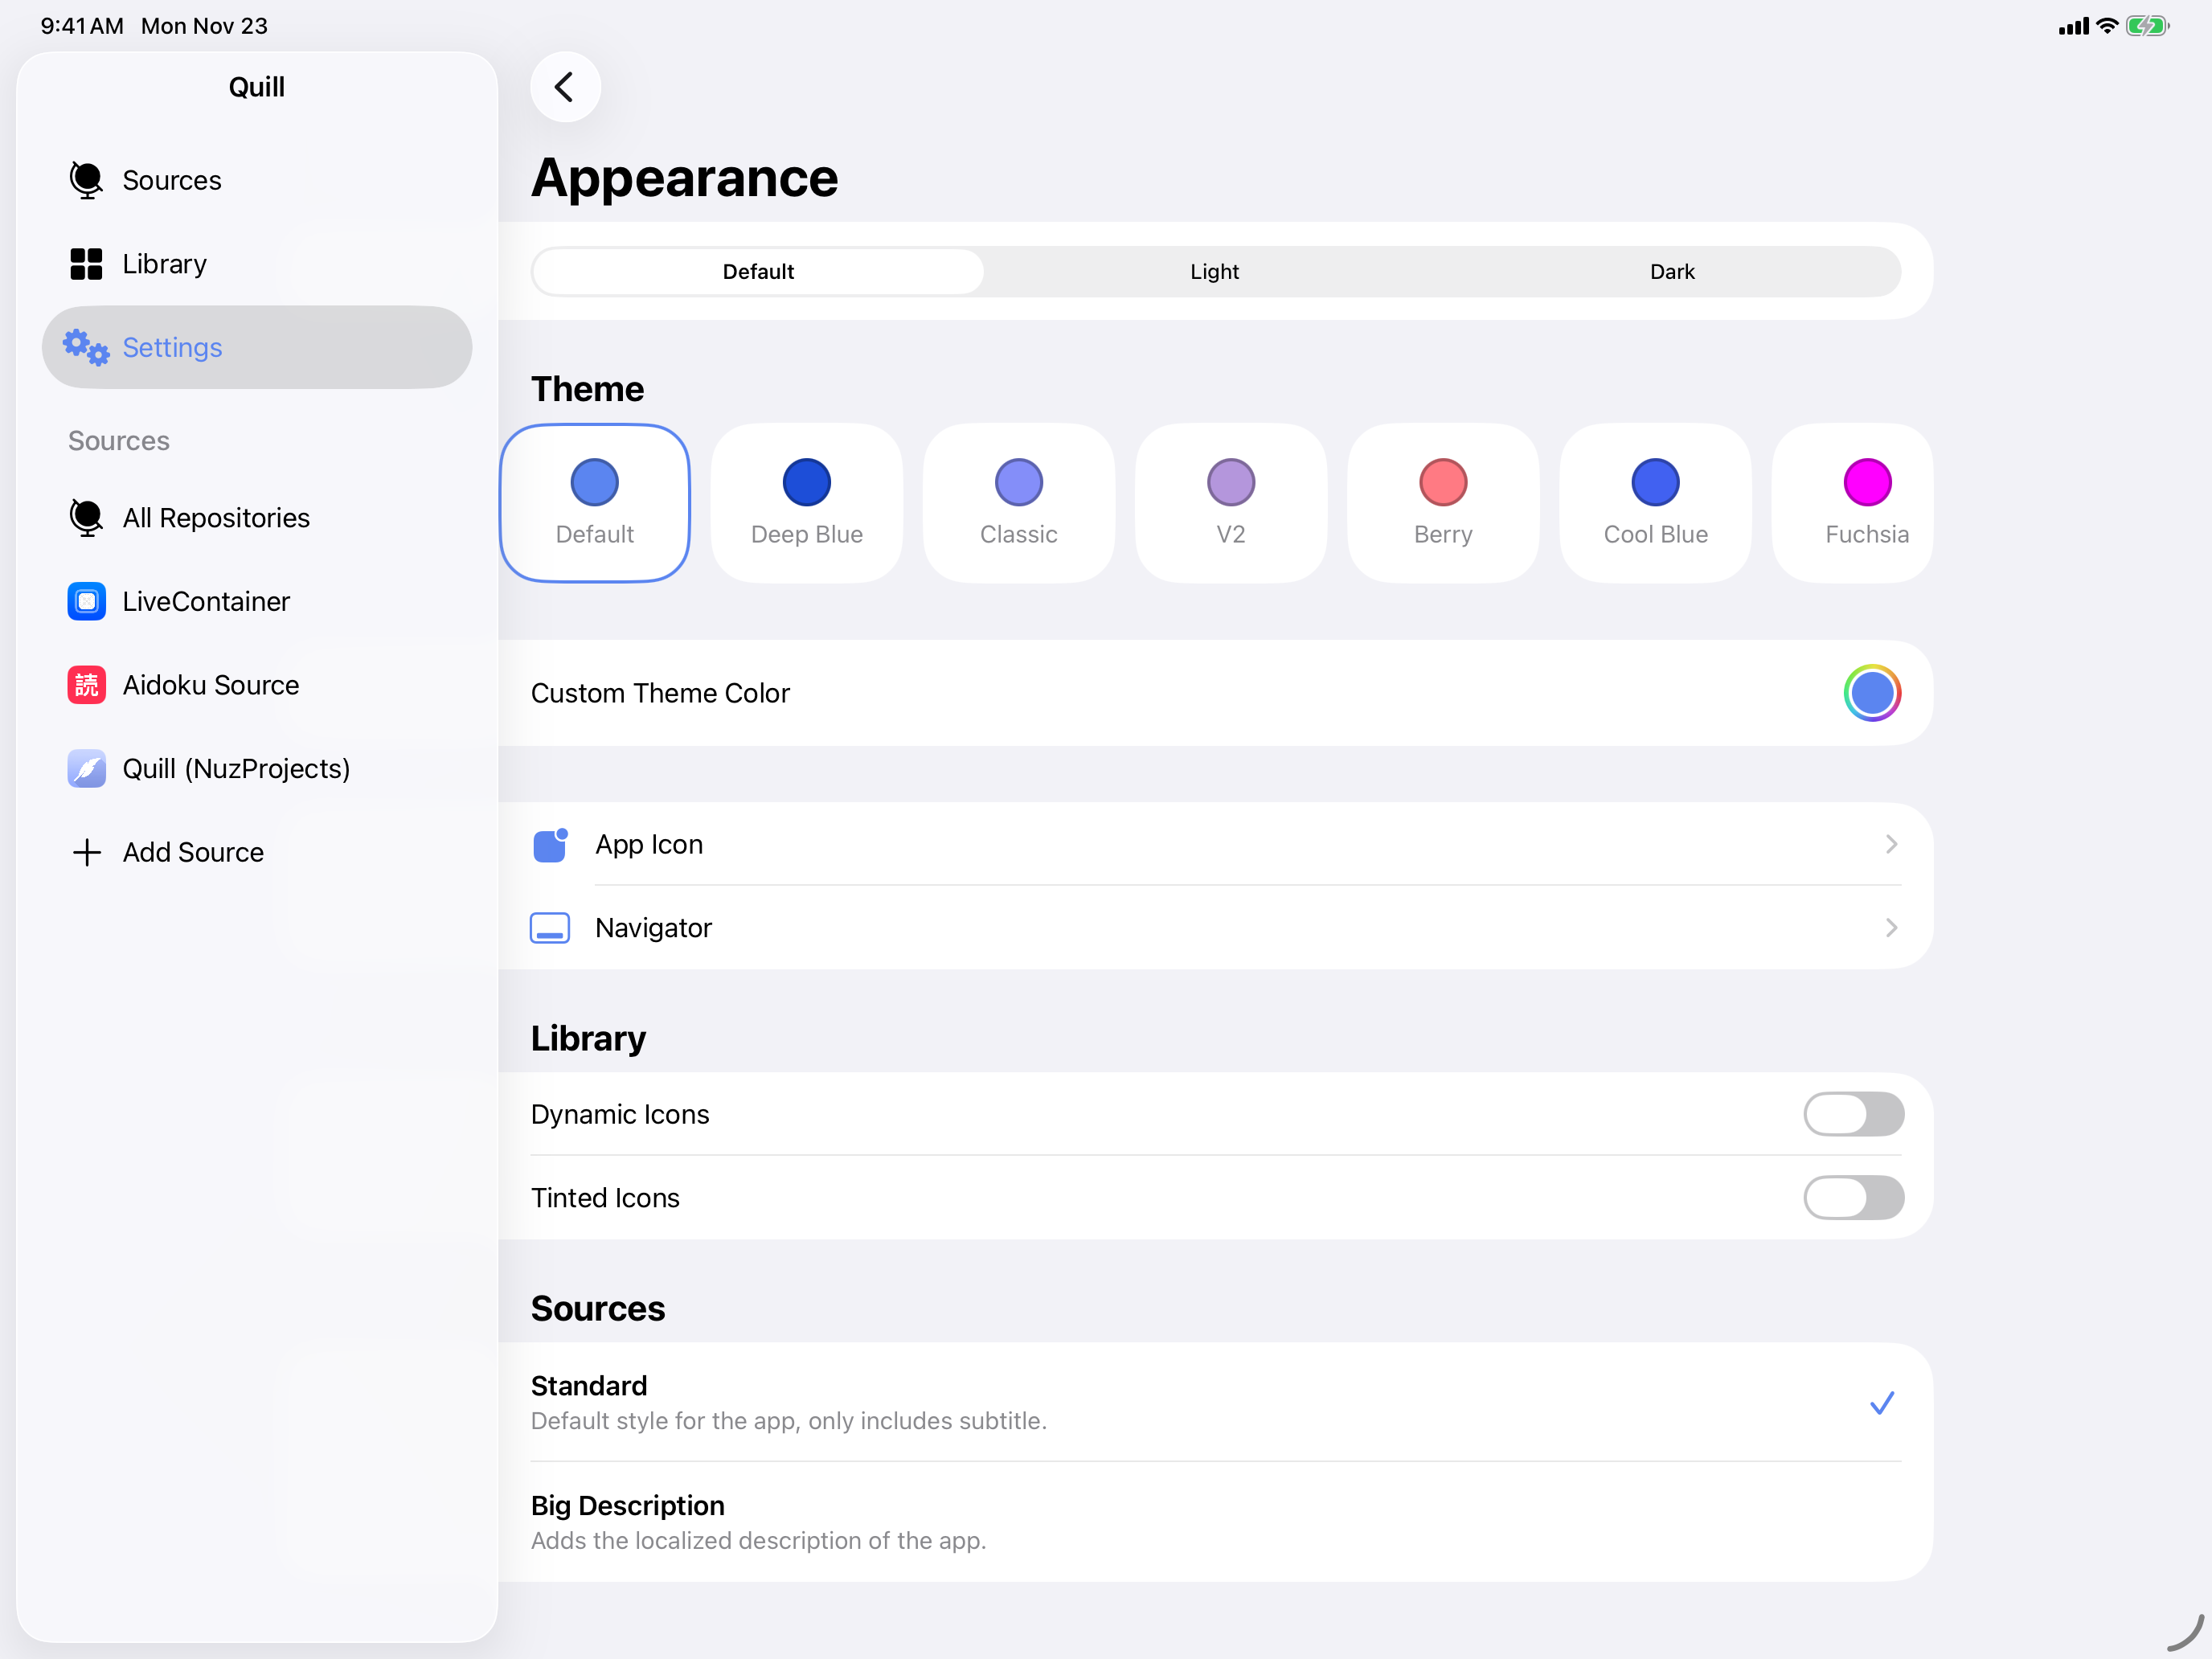 9:41 AM Mon Nov 23
Quill
Sources
Library
Settings
Sources
All Repositories
LiveContainer
読
Aidoku Source
Quill (NuzProjects)
Add Source
Appearance
Default Light Dark
Theme
Default Deep Blue Classic V2 Berry Cool Blue Fuchsia
Custom Theme Color
App Icon
Navigator
Library
Dynamic Icons
Tinted Icons
Sources
Standard
Default style for the app, only includes subtitle.
Big Description
Adds the localized description of the app.